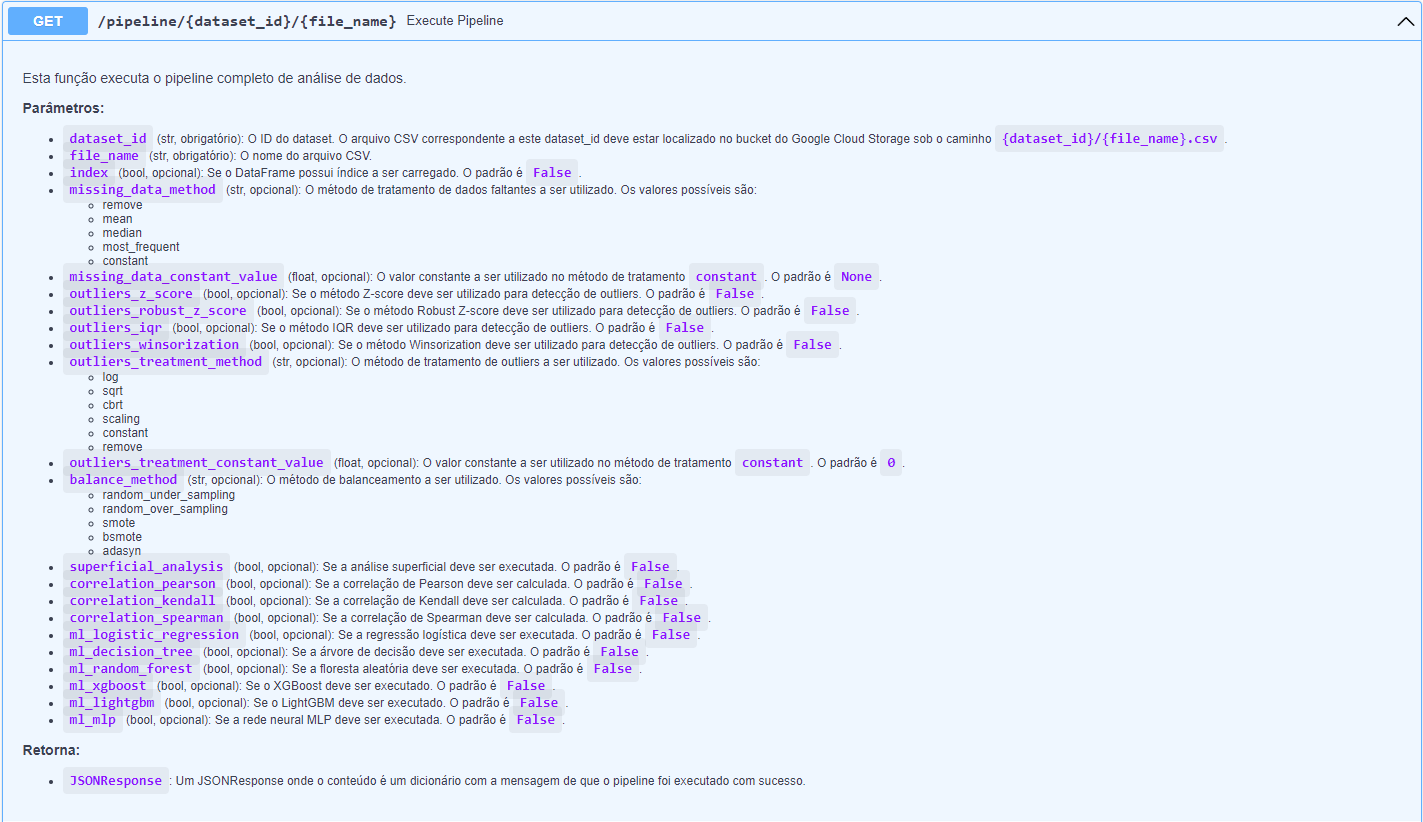 GET /pipeline/{dataset_id}/{file_name} Execute Pipeline
Esta função executa o pipeline completo de análise de dados.
Parâmetros:
dataset_id (str, obrigatório): O ID do dataset. O arquivo CSV correspondente a este dataset_id deve estar localizado no bucket do Google Cloud Storage sob o caminho {dataset_id}/{file_name}.csv .
file_name (str, obrigatório): O nome do arquivo CSV.
index (bool, opcional): Se o DataFrame possui índice a ser carregado. O padrão é False .
missing_data_method (str, opcional): O método de tratamento de dados faltantes a ser utilizado. Os valores possíveis são:
remove
mean
median
most_frequent
constant
missing_data_constant_value (float, opcional): O valor constante a ser utilizado no método de tratamento constant . O padrão é None .
outliers_z_score (bool, opcional): Se o método Z-score deve ser utilizado para detecção de outliers. O padrão é False .
outliers_robust_z_score (bool, opcional): Se o método Robust Z-score deve ser utilizado para detecção de outliers. O padrão é False .
outliers_iqr (bool, opcional): Se o método IQR deve ser utilizado para detecção de outliers. O padrão é False .
outliers_winsorization (bool, opcional): Se o método Winsorization deve ser utilizado para detecção de outliers. O padrão é False .
outliers_treatment_method (str, opcional): O método de tratamento de outliers a ser utilizado. Os valores possíveis são:
log
sqrt
cbrt
scaling
constant
remove
outliers_treatment_constant_value (float, opcional): O valor constante a ser utilizado no método de tratamento constant . O padrão é 0 .
balance_method (str, opcional): O método de balanceamento a ser utilizado. Os valores possíveis são:
random_under_sampling
random_over_sampling
smote
bsmote
adasyn
superficial_analysis (bool, opcional): Se a análise superficial deve ser executada. O padrão é False .
correlation_pearson (bool, opcional): Se a correlação de Pearson deve ser calculada. O padrão é False .
correlation_kendall (bool, opcional): Se a correlação de Kendall deve ser calculada. O padrão é False .
correlation_spearman (bool, opcional): Se a correlação de Spearman deve ser calculada. O padrão é False .
ml_logistic_regression (bool, opcional): Se a regressão logística deve ser executada. O padrão é False .
ml_decision_tree (bool, opcional): Se a árvore de decisão deve ser executada. O padrão é False .
ml_random_forest (bool, opcional): Se a floresta aleatória deve ser executada. O padrão é False .
ml_xgboost (bool, opcional): Se o XGBoost deve ser executado. O padrão é False .
ml_lightgbm (bool, opcional): Se o LightGBM deve ser executado. O padrão é False .
ml_mlp (bool, opcional): Se a rede neural MLP deve ser executada. O padrão é False .
Retorna:
JSONResponse : Um JSONResponse onde o conteúdo é um dicionário com a mensagem de que o pipeline foi executado com sucesso.